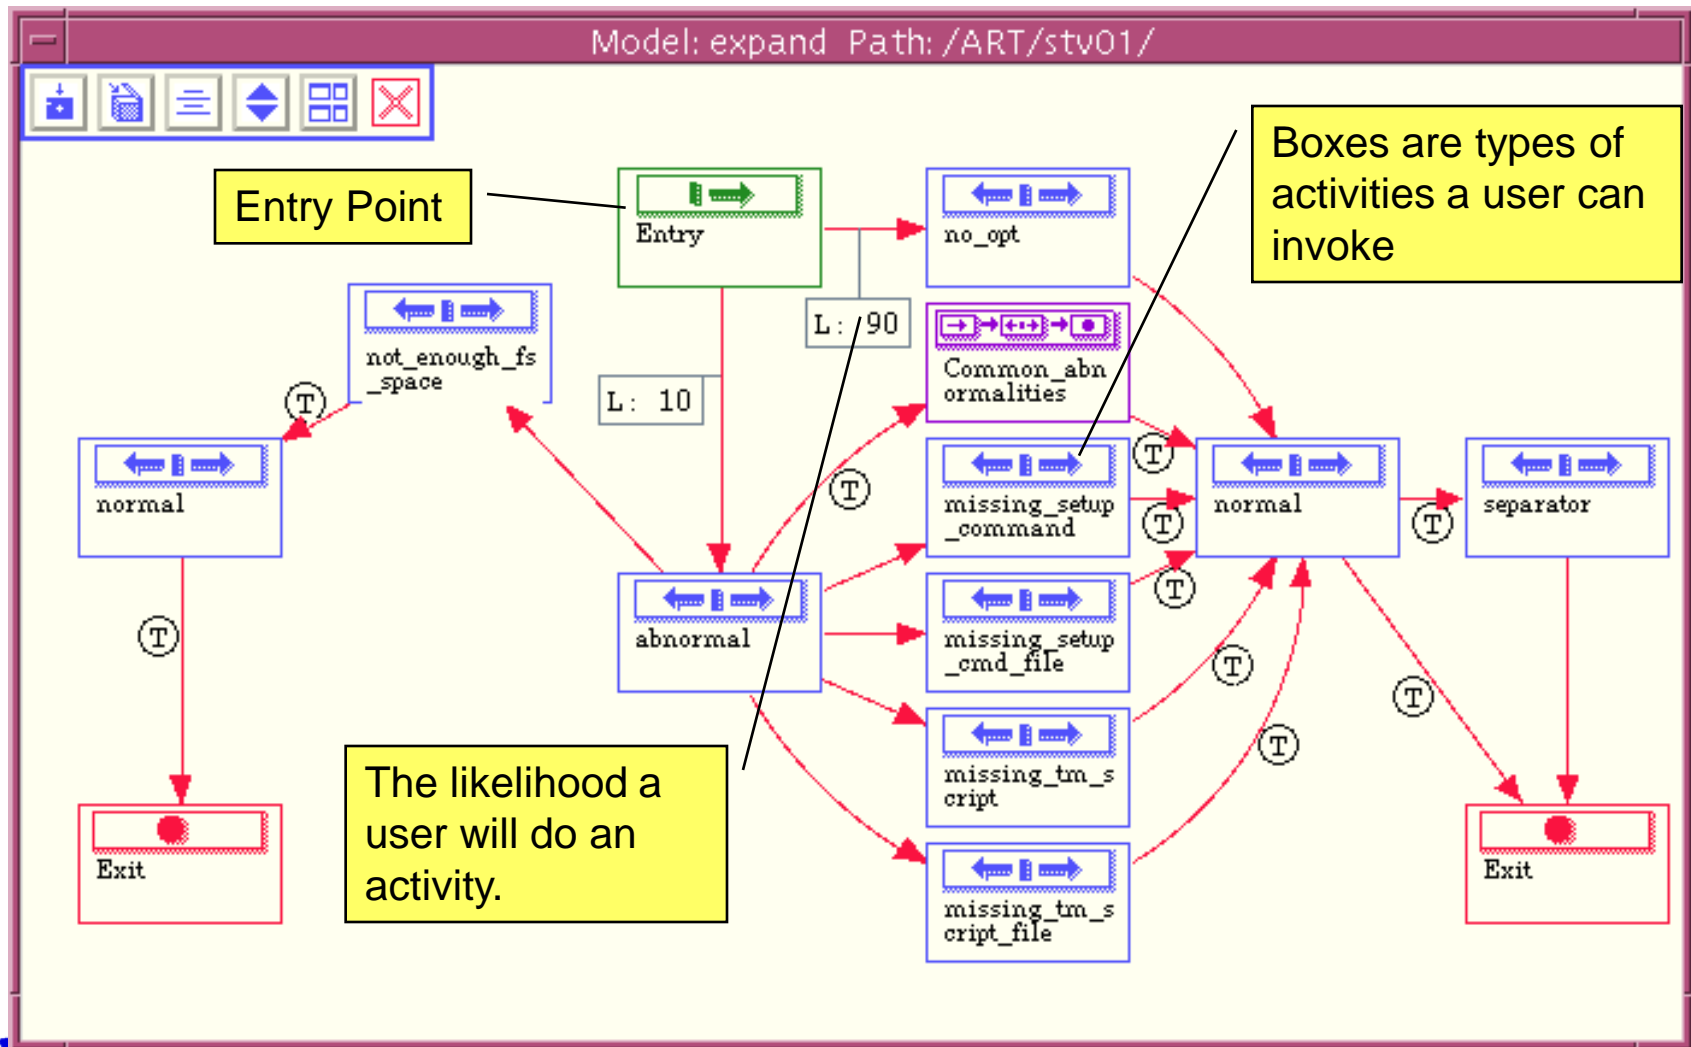 Model: expand Path: /ART/stv01/
Boxes are types of
activities a user can
invoke
Entry Point
Entry
no_opt
L: 90
not_enough_fs
_space
Common_abn
ormalities
L: 10
T
T
T
normal
missing_setup
_command
T
normal
T
separator
T
abnormal
missing_setup
_cmd_file
T
T
T
T
The likelihood a
user will do an
activity.
missing_tm_s
cript
Exit
missing_tm_s
cript_file
Exit